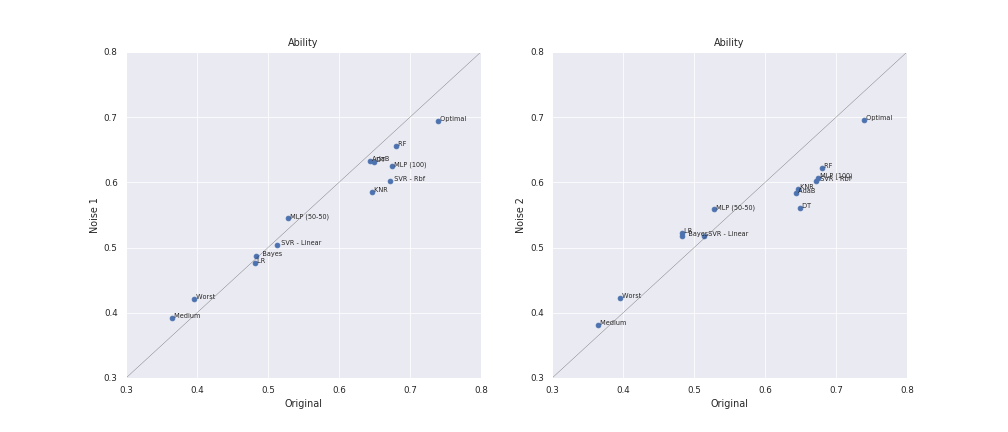 Ability
0.8
0.7
0.6
0.5
0.4
0.3
Noise 1
Optimal
RF
AdaB
DT
MLP (100)
SVR - Rbf
KNR
MLP (50-50)
SVR - Linear
Bayes
LR
Worst
Medium
0.3 0.4 0.5 0.6 0.7 0.8
Original
Ability
0.8
0.7
0.6
0.5
0.4
0.3
Noise 2
Optimal
RF
MLP (100)
SVR - Rbf
KNR
AdaB
DT
MLP (50-50)
LR
Bayes
SVR - Linear
Worst
Medium
0.3 0.4 0.5 0.6 0.7 0.8
Original